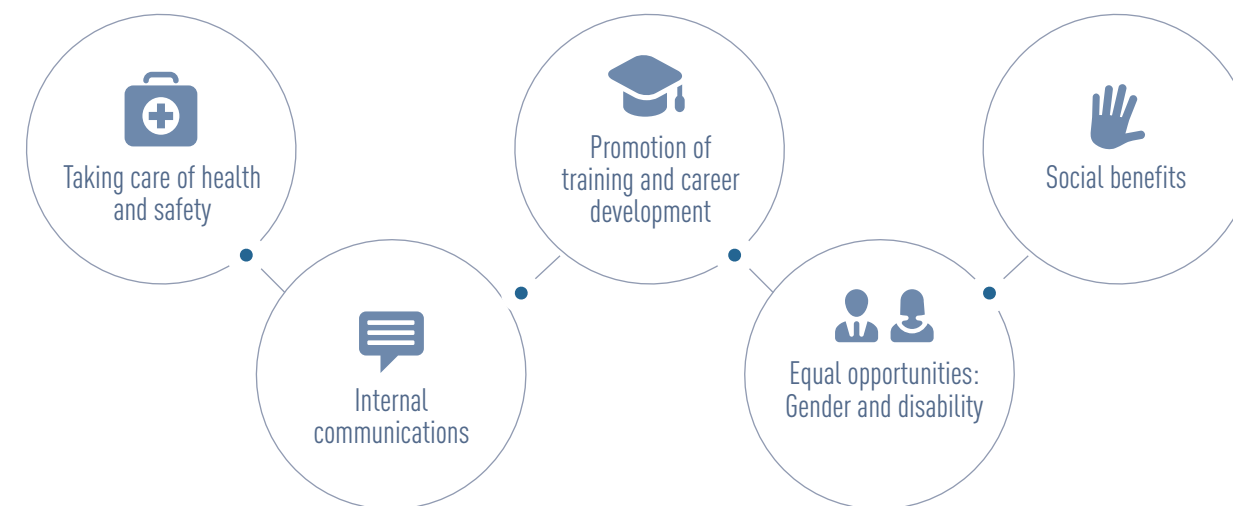 Taking care of health
and safety
Internal
communications
Promotion of
training and career
development
Equal opportunities:
Gender and disability
Social benefits